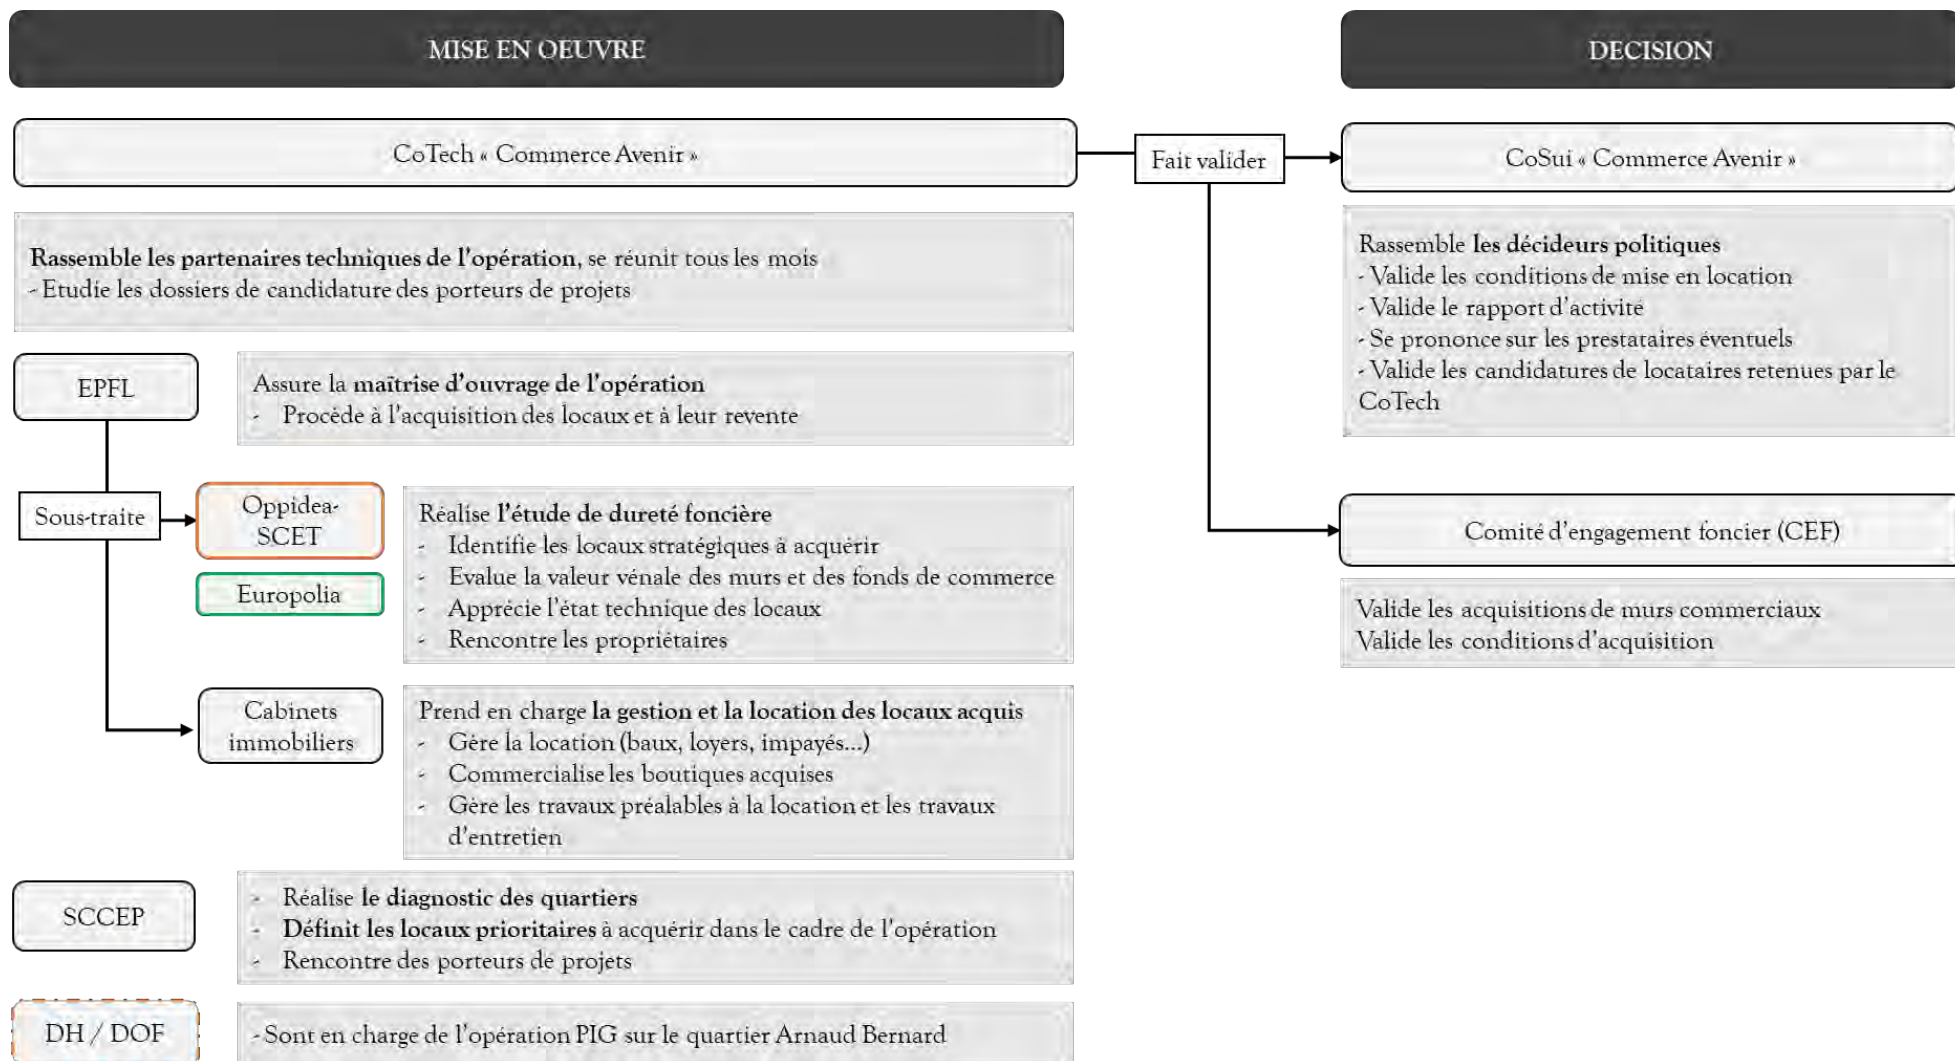 MISE EN OEUVRE
DECISION
CoTech « Commerce Avenir »
Fait valider
CoSui « Commerce Avenir »
Rassemble les partenaires techniques de l'opération, se réunit tous les mois
- Etudie les dossiers de candidature des porteurs de projets
Rassemble les décideurs politiques
- Valide les conditions de mise en location
- Valide le rapport d'activité
- Se prononce sur les prestataires éventuels
- Valide les candidatures de locataires retenues par le
CoTech
EPFL
Assure la maîtrise d'ouvrage de l'opération
- Procède à l'acquisition des locaux et à leur revente
Sous-traite
Oppidea-
SCET
Europolia
Réalise l'étude de dureté foncière
- Identifie les locaux stratégiques à acquérir
- Evalue la valeur vénale des murs et des fonds de commerce
- Apprécie l'état technique des locaux
- Rencontre les propriétaires
Comité d'engagement foncier (CEF)
Valide les acquisitions de murs commerciaux
Valide les conditions d'acquisition
Cabinets
immobiliers
Prend en charge la gestion et la location des locaux acquis
- Gère la location (baux, loyers, impayés...)
- Commercialise les boutiques acquises
- Gère les travaux préalables à la location et les travaux
d'entretien
SCCEP
- Réalise le diagnostic des quartiers
- Définit les locaux prioritaires à acquérir dans le cadre de l'opération
- Rencontre des porteurs de projets
DH / DOF
- Sont en charge de l'opération PIG sur le quartier Arnaud Bernard